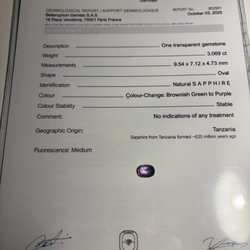 GEMMOLOGICAL REPORT | RAPPORT GEMMOLOGIQUE
Bellerophon Gemlab S.A.S
10 Place Vendôme, 75001 Paris France
REPORT No
October 03, 2025
Description One transparent gemstone
Weight 3.069 ct
Measurements 9.54 x 7.12 x 4.73 mm
Shape Oval
Identification Natural SAPPHIRE
Colour Colour-Change: Brownish Green to Purple
Colour Stability Stable
Comment: No indications of any treatment
Geographic Origin: Tanzania
Sapphire from Tanzania formed ~620 million years ago
Fluorescence: Medium